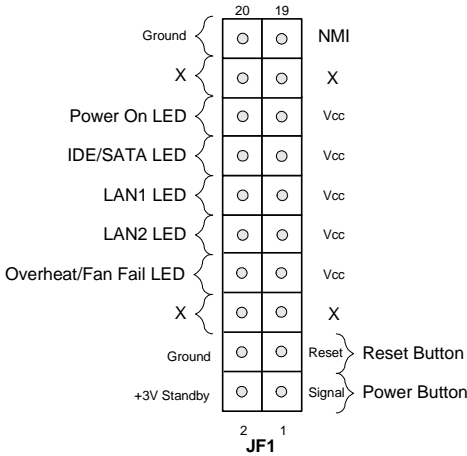 20 19
Ground NMI
X X
Power On LED Vcc
IDE/SATA LED Vcc
LAN1 LED Vcc
LAN2 LED Vcc
Overheat/Fan Fail LED Vcc
X X
Ground Reset Reset Button
+3V Standby Signal Power Button
2 1
JF1